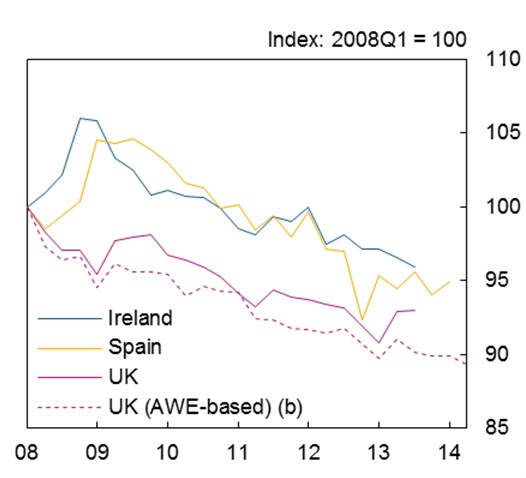 Index: 2008Q1 = 100
110
105
100
95
90
85
Ireland
Spain
UK
UK (AWE-based) (b)
08 09 10 11 12 13 14